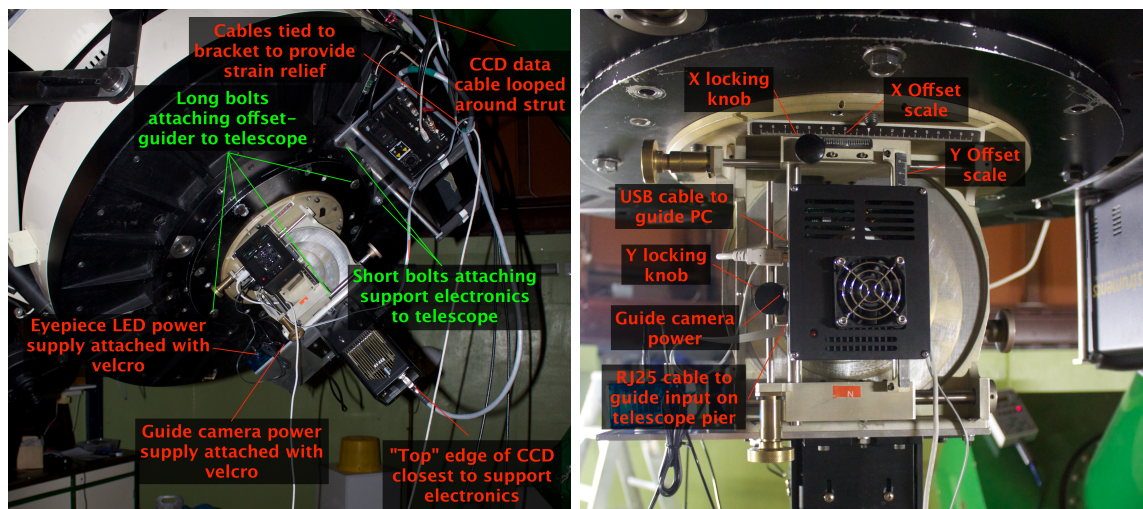 Cables tied to
bracket to provide
strain relief
CCD data
cable looped
around strut
Long bolts
attaching offset-
guider to telescope
Short bolts attaching
support electronics
to telescope
Eyepiece LED power
supply attached with
velcro
Guide camera power
supply attached with
velcro
"Top" edge of CCD
closest to support
electronics
X locking
knob
X Offset
scale
Y Offset
scale
USB cable to
guide PC
Y locking
knob
Guide camera
power
RJ25 cable to
guide input on
telescope pier
N